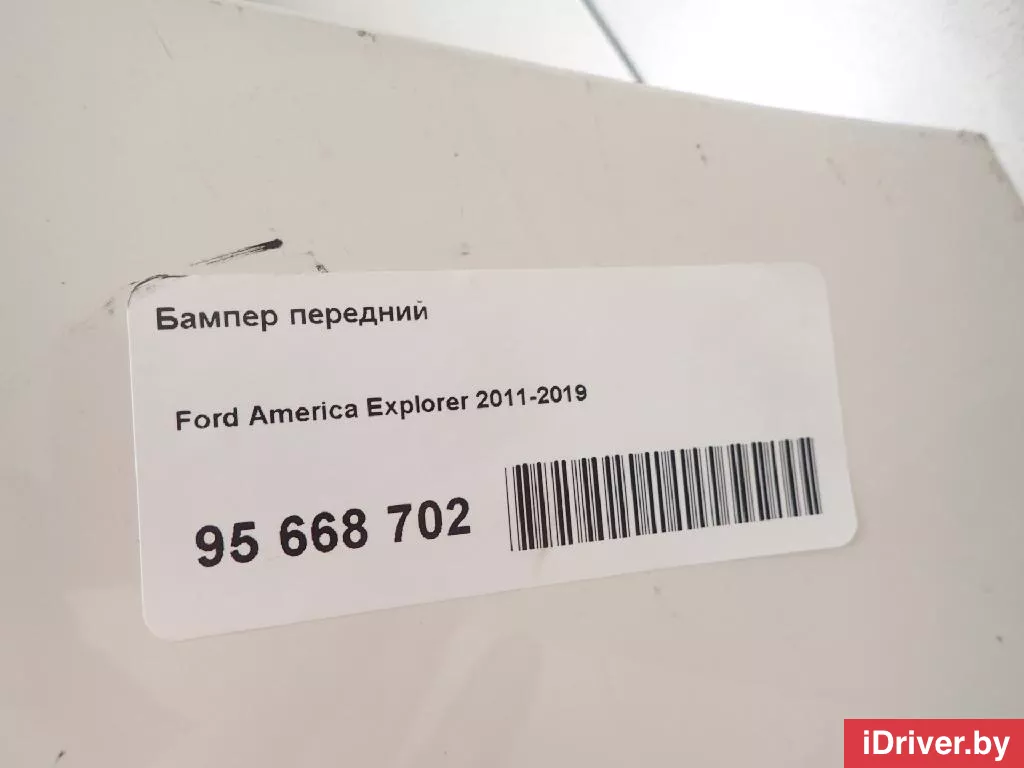 Бампер передний
Ford America Explorer 2011-2019
95 668 702
iDriver.by